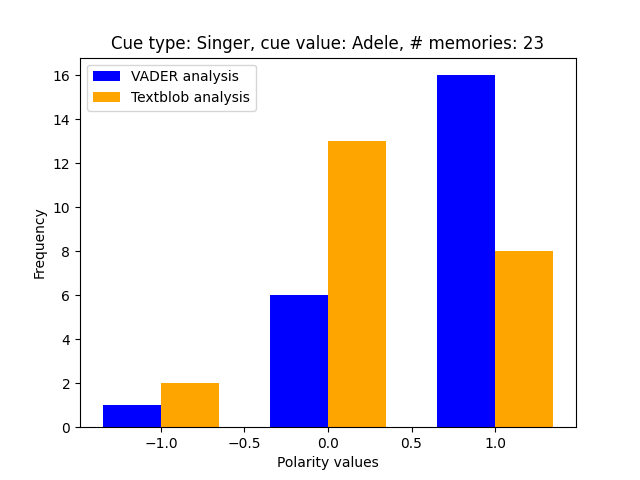 Cue type: Singer, cue value: Adele, # memories: 23
VADER analysis
Textblob analysis
16
14
12
10
8
6
4
2
0
Frequency
−1.0 −0.5 0.0 0.5 1.0
Polarity values